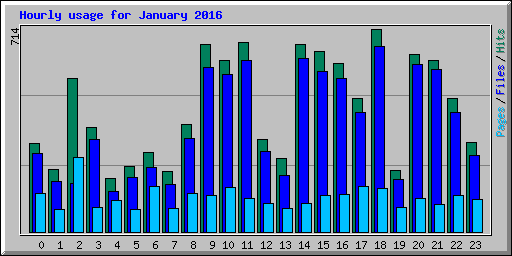 Hourly usage for January 2016
714
Pages / Files / Hits
0 1 2 3 4 5 6 7 8 9 10 11 12 13 14 15 16 17 18 19 20 21 22 23